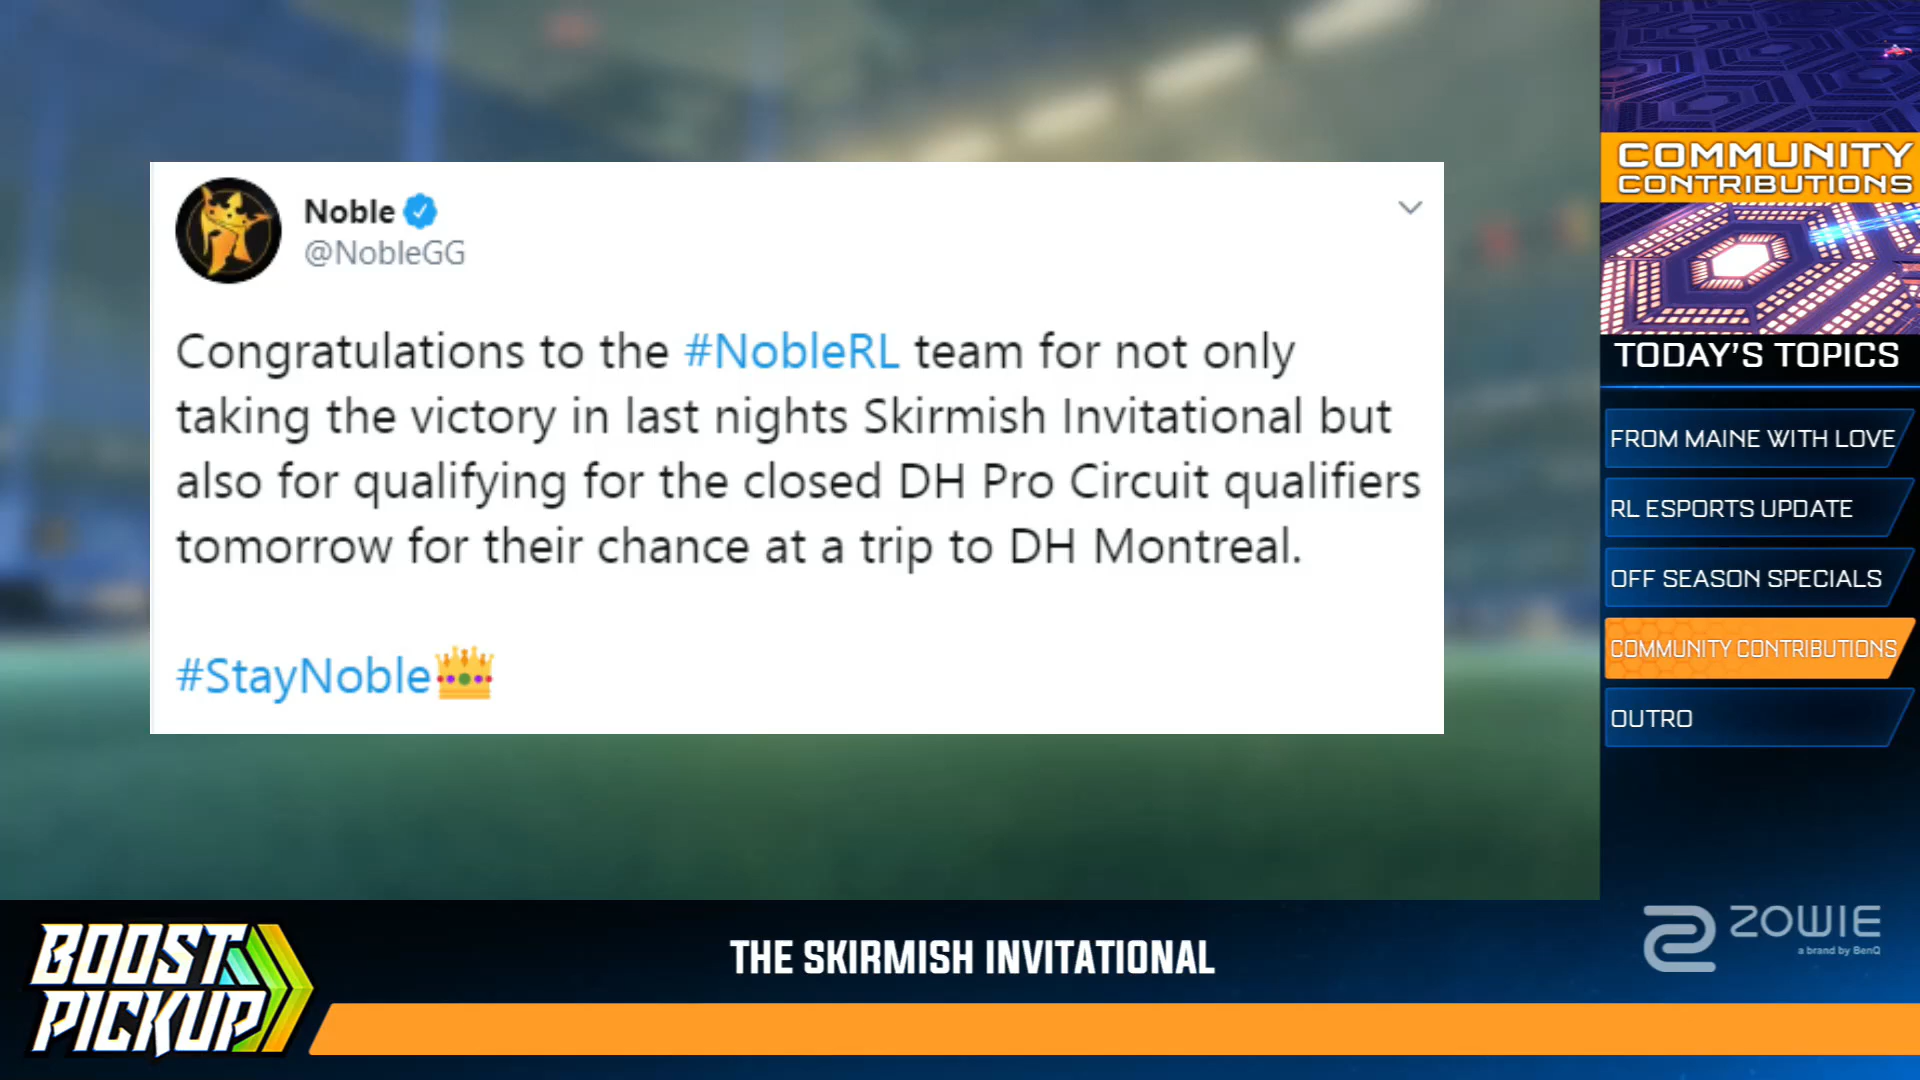 Noble
@NobleGG
Congratulations to the #NobleRL team for not only
taking the victory in last nights Skirmish Invitational but
also for qualifying for the closed DH Pro Circuit qualifiers
tomorrow for their chance at a trip to DH Montreal.
#StayNoble👑
COMMUNITY
CONTRIBUTIONS
TODAY'S TOPICS
FROM MAINE WITH LOVE
RL ESPORTS UPDATE
OFF SEASON SPECIALS
COMMUNITY CONTRIBUTIONS
OUTRO
BOOST
PICKUP
THE SKIRMISH INVITATIONAL
ZOWIE
a brand by BenQ